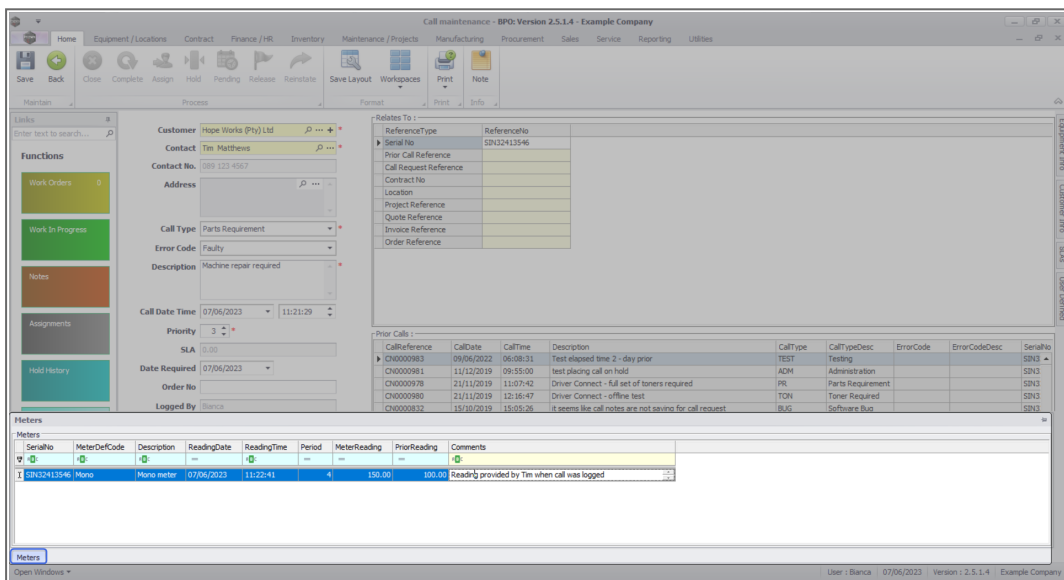 Call maintenance - BPO: Version 2.5.1.4 - Example Company
Home Equipment / Locations Contract Finance / HR Inventory Maintenance / Projects Manufacturing Procurement Sales Service Reporting Utilities
Save Back Close Complete Assign Hold Pending Release Reinstate Save Layout Workspaces Print Note
Maintain Process Format Print Info
Links
Enter text to search...
Functions
Work Orders 0
Work In Progress
Notes
Assignments
Hold History
Customer Hope Works (Pty) Ltd *
Contact Tim Matthews *
Contact No. 089 123 4567
Address
Call Type Parts Requirement *
Error Code Faulty
Description Machine repair required *
Call Date Time 07/06/2023 11:21:29
Priority 3 *
SLA 0.00
Date Required 07/06/2023
Order No
Logged By Bianca
Relates To :
ReferenceType ReferenceNo
Serial No SIN32413546
Prior Call Reference
Call Request Reference
Contract No
Location
Project Reference
Quote Reference
Invoice Reference
Order Reference
Equipment Info
Customer Info
SLAs
User Defined
Prior Calls :
CallReference CallDate CallTime Description CallType CallTypeDesc ErrorCode ErrorCodeDesc SerialNo
CN0000983 09/06/2022 06:08:31 Test elapsed time 2 - day prior TEST Testing SIN3
CN0000981 11/12/2019 09:55:00 test placing call on hold ADM Administration SIN3
CN0000978 21/11/2019 11:07:42 Driver Connect - full set of toners required PR Parts Requirement SIN3
CN0000980 21/11/2019 12:16:47 Driver Connect - offline test TON Toner Required SIN3
CN0000832 15/10/2019 15:05:26 it seems like call notes are not saving for call request BUG Software Bug SIN3
Meters
Meters
SerialNo MeterDefCode Description ReadingDate ReadingTime Period MeterReading PriorReading Comments
SIN32413546 Mono Mono meter 07/06/2023 11:22:41 4 150.00 100.00 Reading provided by Tim when call was logged
Meters
Open Windows User : Bianca 07/06/2023 Version : 2.5.1.4 Example Company